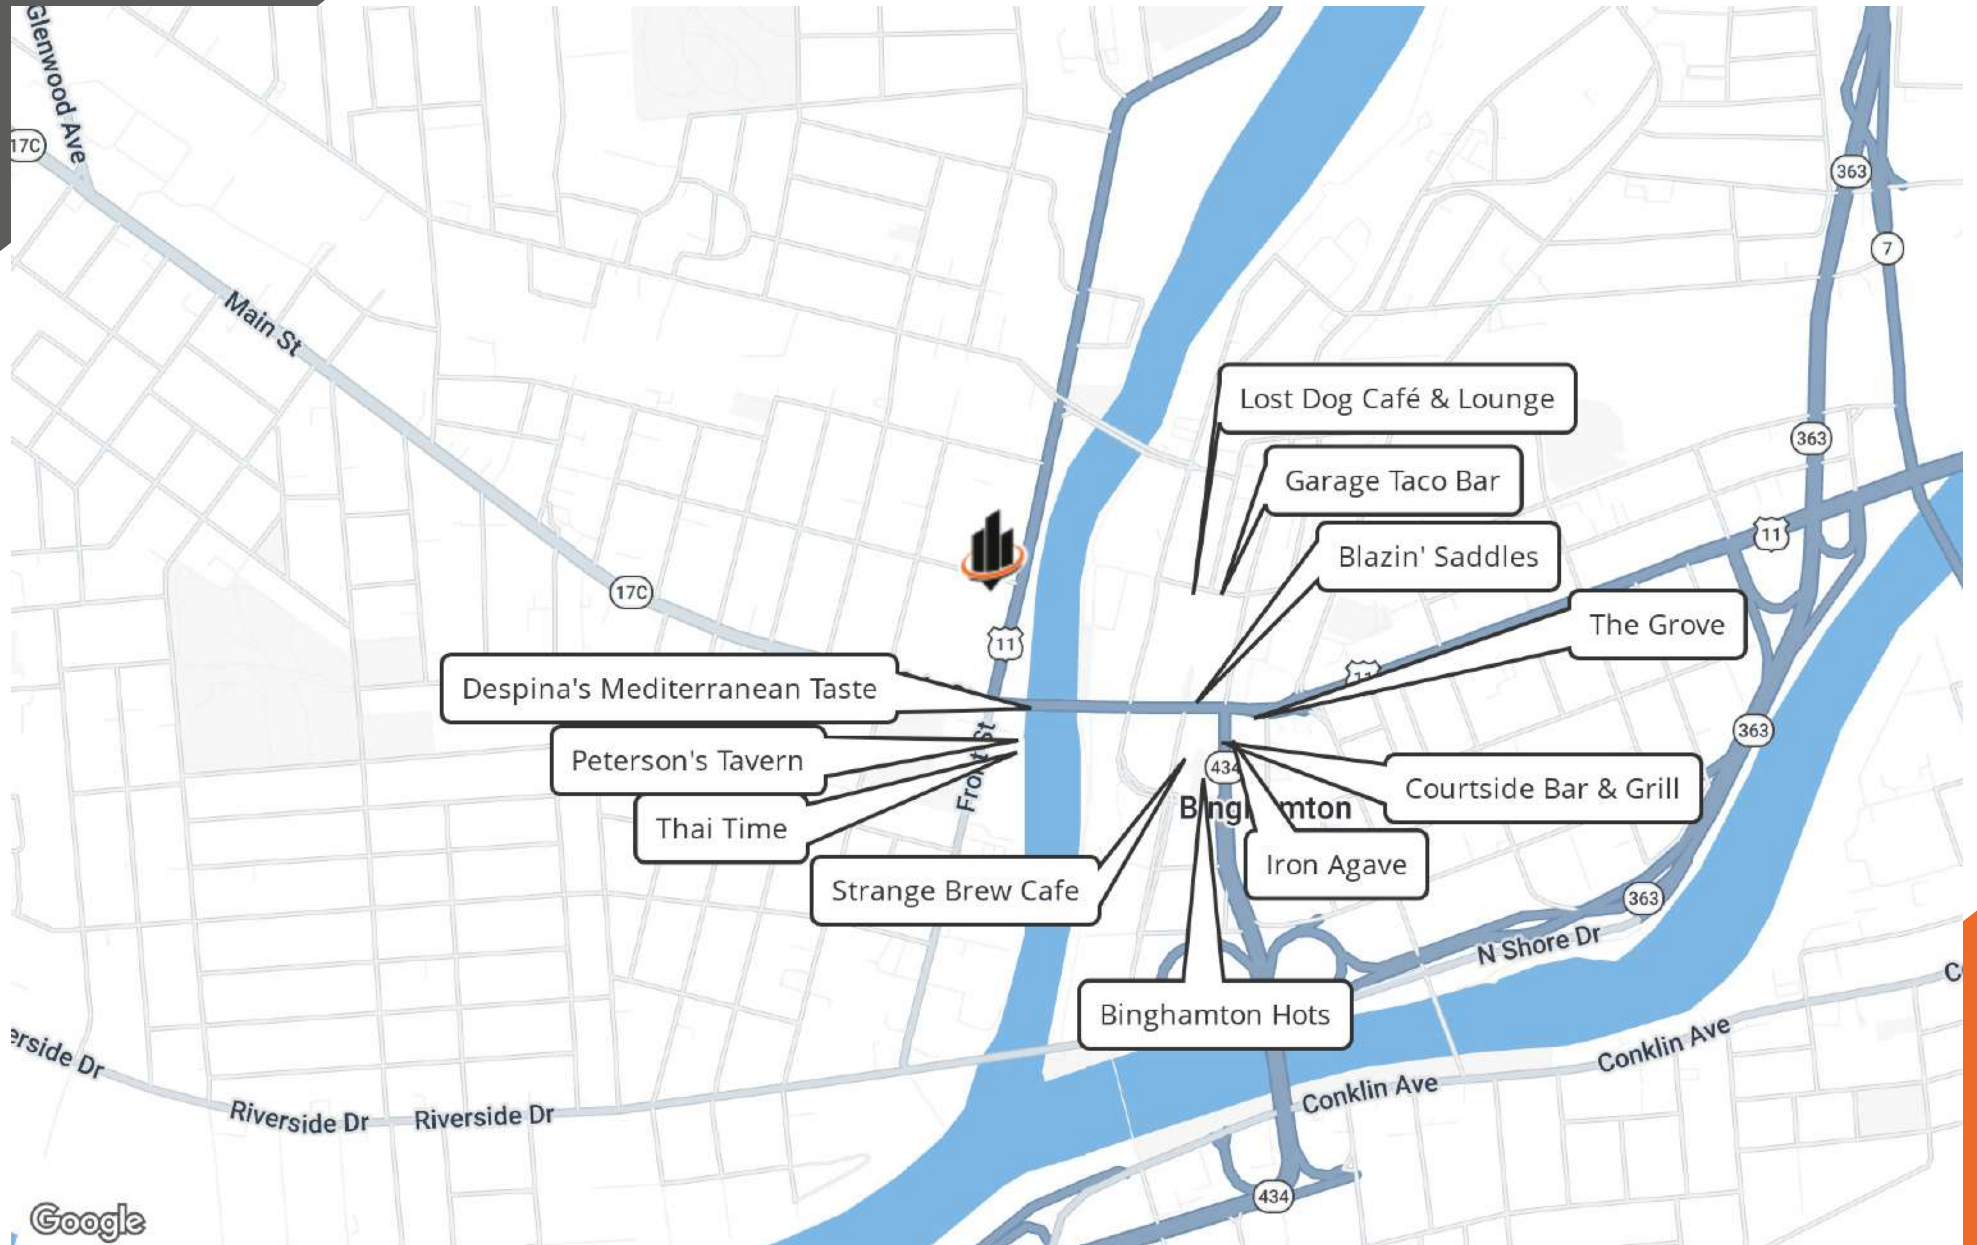 Glenwood Ave
17C
363
7
Main St
Lost Dog Café & Lounge
363
Garage Taco Bar
11
Blazin' Saddles
17C
The Grove
11
11
Despina's Mediterranean Taste
Front St
363
Peterson's Tavern
434
Courtside Bar & Grill
Thai Time
Iron Agave
Strange Brew Cafe
363
N Shore Dr
Binghamton Hots
Conklin Ave
Conklin Ave
Riverside Dr
Riverside Dr
434
Google